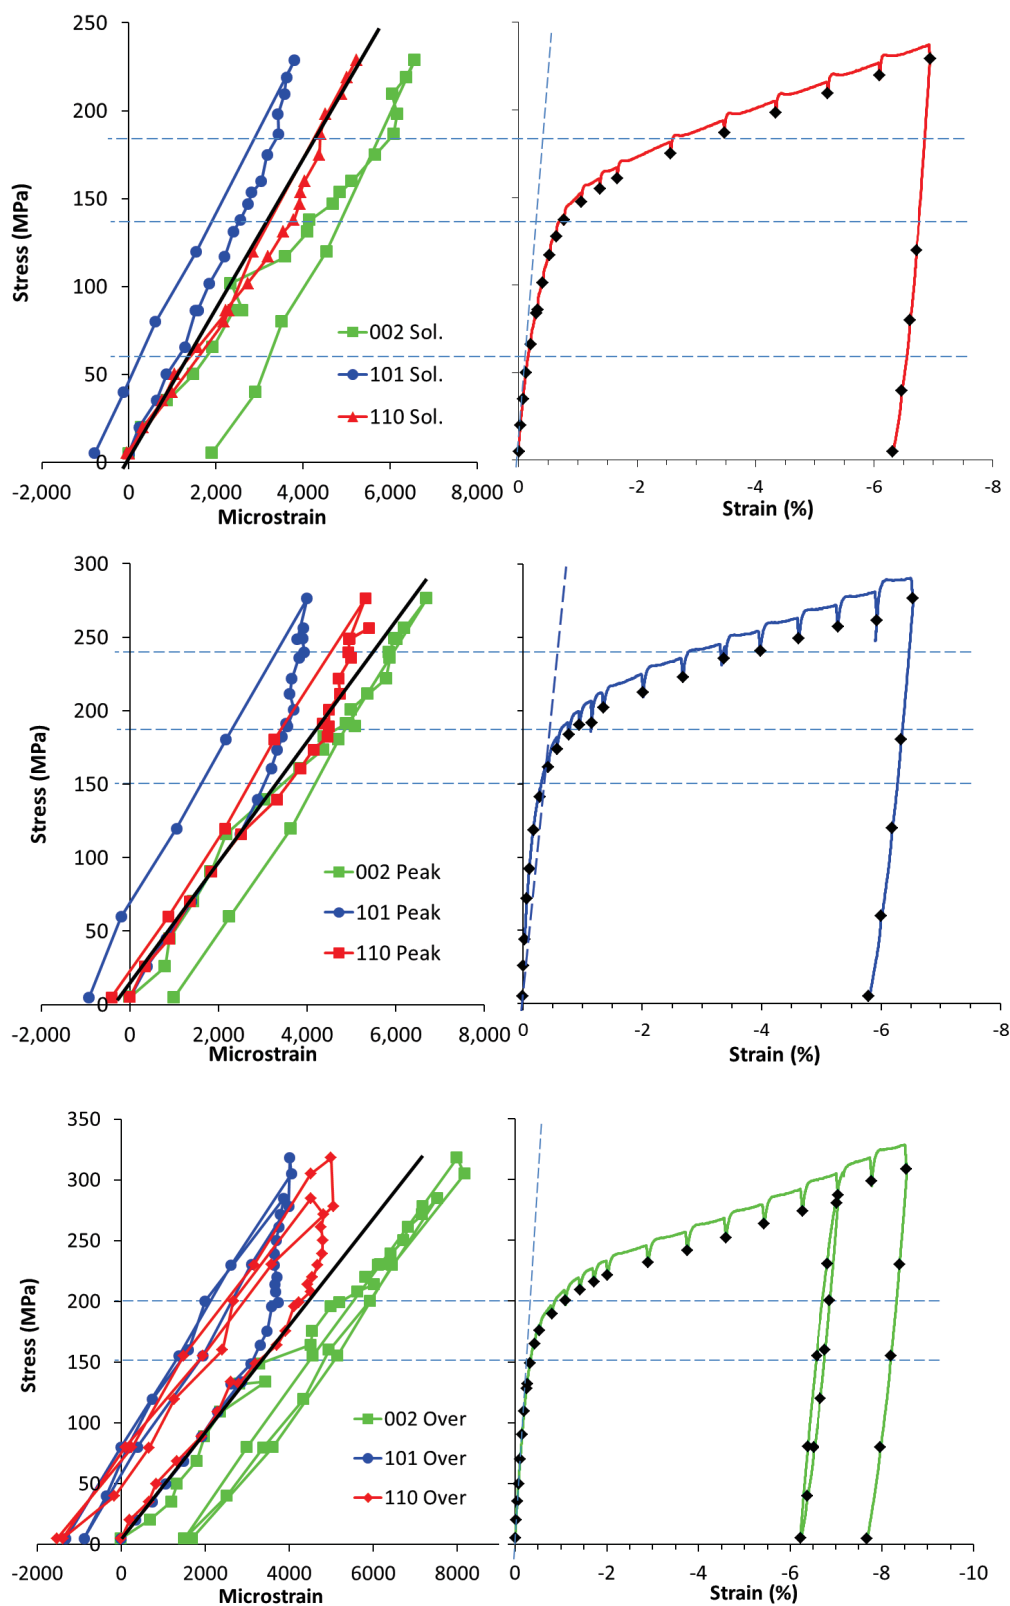 250
200
150
100
50
0
Stress (MPa)
-2,000 0 2,000 4,000 6,000 8,000
Microstrain
002 Sol.
101 Sol.
110 Sol.
0 -2 -4 -6 -8
Strain (%)
300
250
200
150
100
50
0
Stress (MPa)
-2,000 0 2,000 4,000 6,000 8,000
Microstrain
002 Peak
101 Peak
110 Peak
0 -2 -4 -6 -8
Strain (%)
350
300
250
200
150
100
50
0
Stress (MPa)
-2000 0 2000 4000 6000 8000
Microstrain
002 Over
101 Over
110 Over
0 -2 -4 -6 -8 -10
Strain (%)